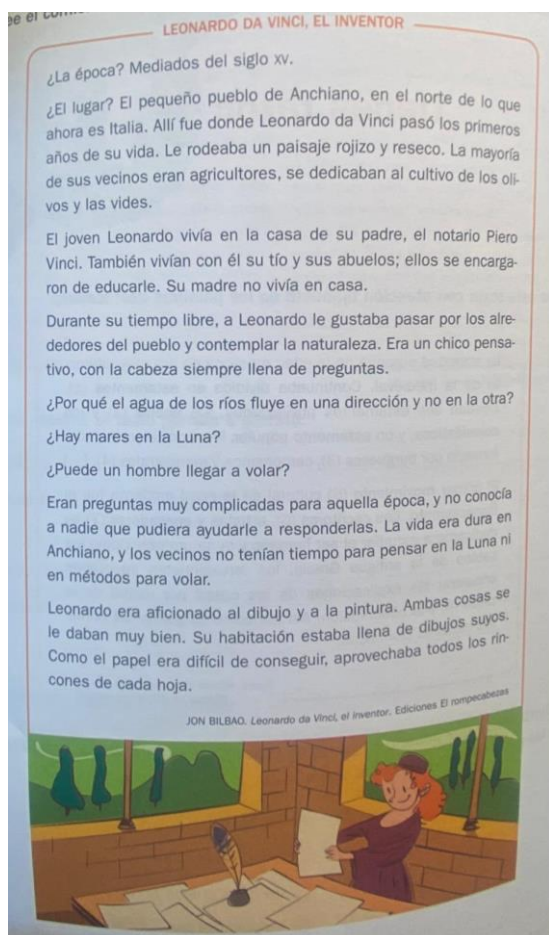 LEONARDO DA VINCI, EL INVENTOR
¿La época? Mediados del siglo XV.
¿El lugar? El pequeño pueblo de Anchiano, en el norte de lo que
ahora es Italia. Allí fue donde Leonardo da Vinci pasó los primeros
años de su vida. Le rodeaba un paisaje rojizo y reseco. La mayoría
de sus vecinos eran agricultores, se dedicaban al cultivo de los oli-
vos y las vides.
El joven Leonardo vivía en la casa de su padre, el notario Piero
Vinci. También vivían con él su tío y sus abuelos; ellos se encarga-
ron de educarle. Su madre no vivía en casa.
Durante su tiempo libre, a Leonardo le gustaba pasar por los alre-
dedores del pueblo y contemplar la naturaleza. Era un chico pensa-
tivo, con la cabeza siempre llena de preguntas.
¿Por qué el agua de los ríos fluye en una dirección y no en la otra?
¿Hay mares en la Luna?
¿Puede un hombre llegar a volar?
Eran preguntas muy complicadas para aquella época, y no conocía
a nadie que pudiera ayudarle a responderlas. La vida era dura en
Anchiano, y los vecinos no tenían tiempo para pensar en la Luna ni
en métodos para volar.
Leonardo era aficionado al dibujo y a la pintura. Ambas cosas se
le daban muy bien. Su habitación estaba llena de dibujos suyos.
Como el papel era difícil de conseguir, aprovechaba todos los rin-
cones de cada hoja.
JON BILBAO. Leonardo da Vinci, el inventor. Ediciones El rompecabezas